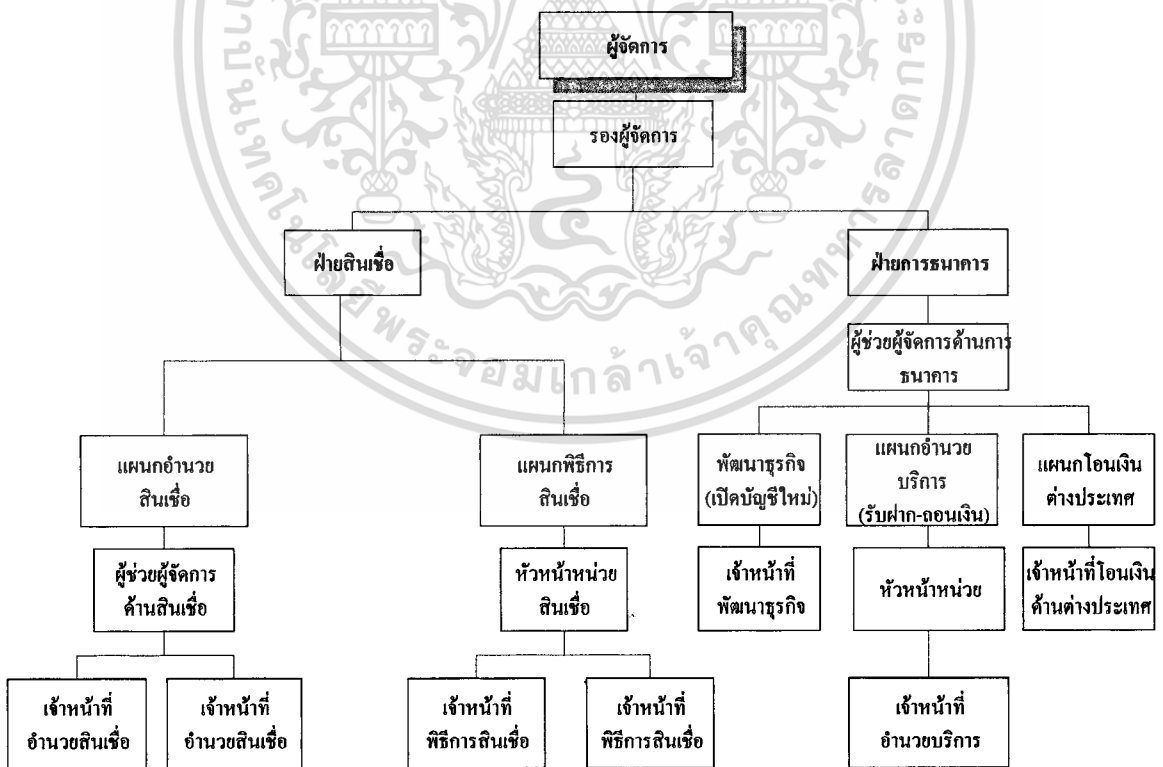 ผู้จัดการ
รองผู้จัดการ
ฝ่ายสินเชื่อ
ฝ่ายการธนาคาร
ผู้ช่วยผู้จัดการด้านการ
ธนาคาร
แผนกอำนวย
สินเชื่อ
แผนกพิธีการ
สินเชื่อ
พัฒนาธุรกิจ
(เปิดบัญชีใหม่)
แผนกอำนวย
บริการ
(รับฝาก-ถอนเงิน)
แผนกโอนเงิน
ต่างประเทศ
ผู้ช่วยผู้จัดการ
ด้านสินเชื่อ
หัวหน้าหน่วย
สินเชื่อ
เจ้าหน้าที่
พัฒนาธุรกิจ
หัวหน้าหน่วย
เจ้าหน้าที่โอนเงิน
ด้านต่างประเทศ
เจ้าหน้าที่
อำนวยสินเชื่อ
เจ้าหน้าที่
อำนวยสินเชื่อ
เจ้าหน้าที่
พิธีการสินเชื่อ
เจ้าหน้าที่
พิธีการสินเชื่อ
เจ้าหน้าที่
อำนวยบริการ